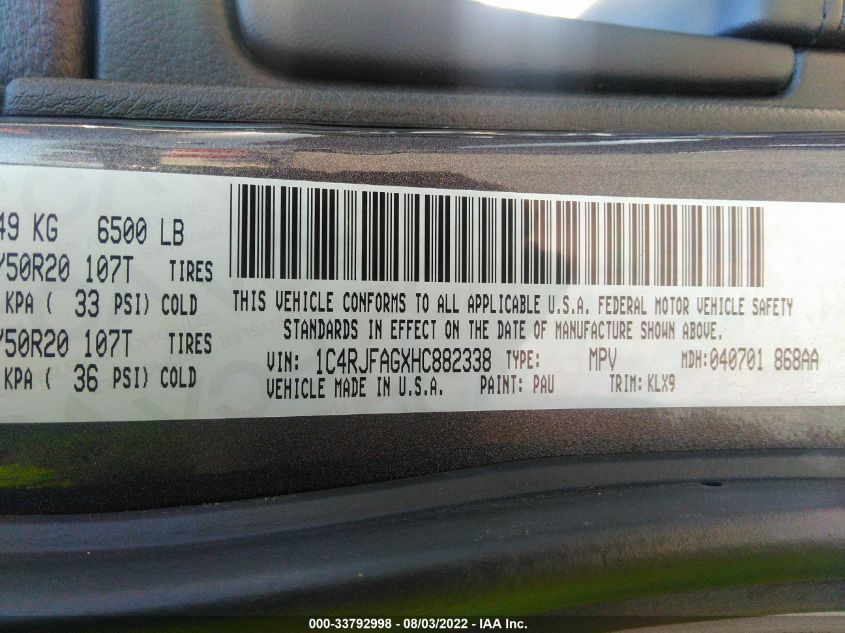 49 KG 6500 LB
/50R20 107T TIRES
KPA ( 33 PSI) COLD
/50R20 107T TIRES
KPA ( 36 PSI) COLD
THIS VEHICLE CONFORMS TO ALL APPLICABLE U.S.A. FEDERAL MOTOR VEHICLE SAFETY
STANDARDS IN EFFECT ON THE DATE OF MANUFACTURE SHOWN ABOVE.
VIN: 1C4RJFAGXHC882338 TYPE: MPV MDH:040701 868AA
VEHICLE MADE IN U.S.A. PAINT: PAU TRIM: KLX9
000-33792998 - 08/03/2022 - IAA Inc.